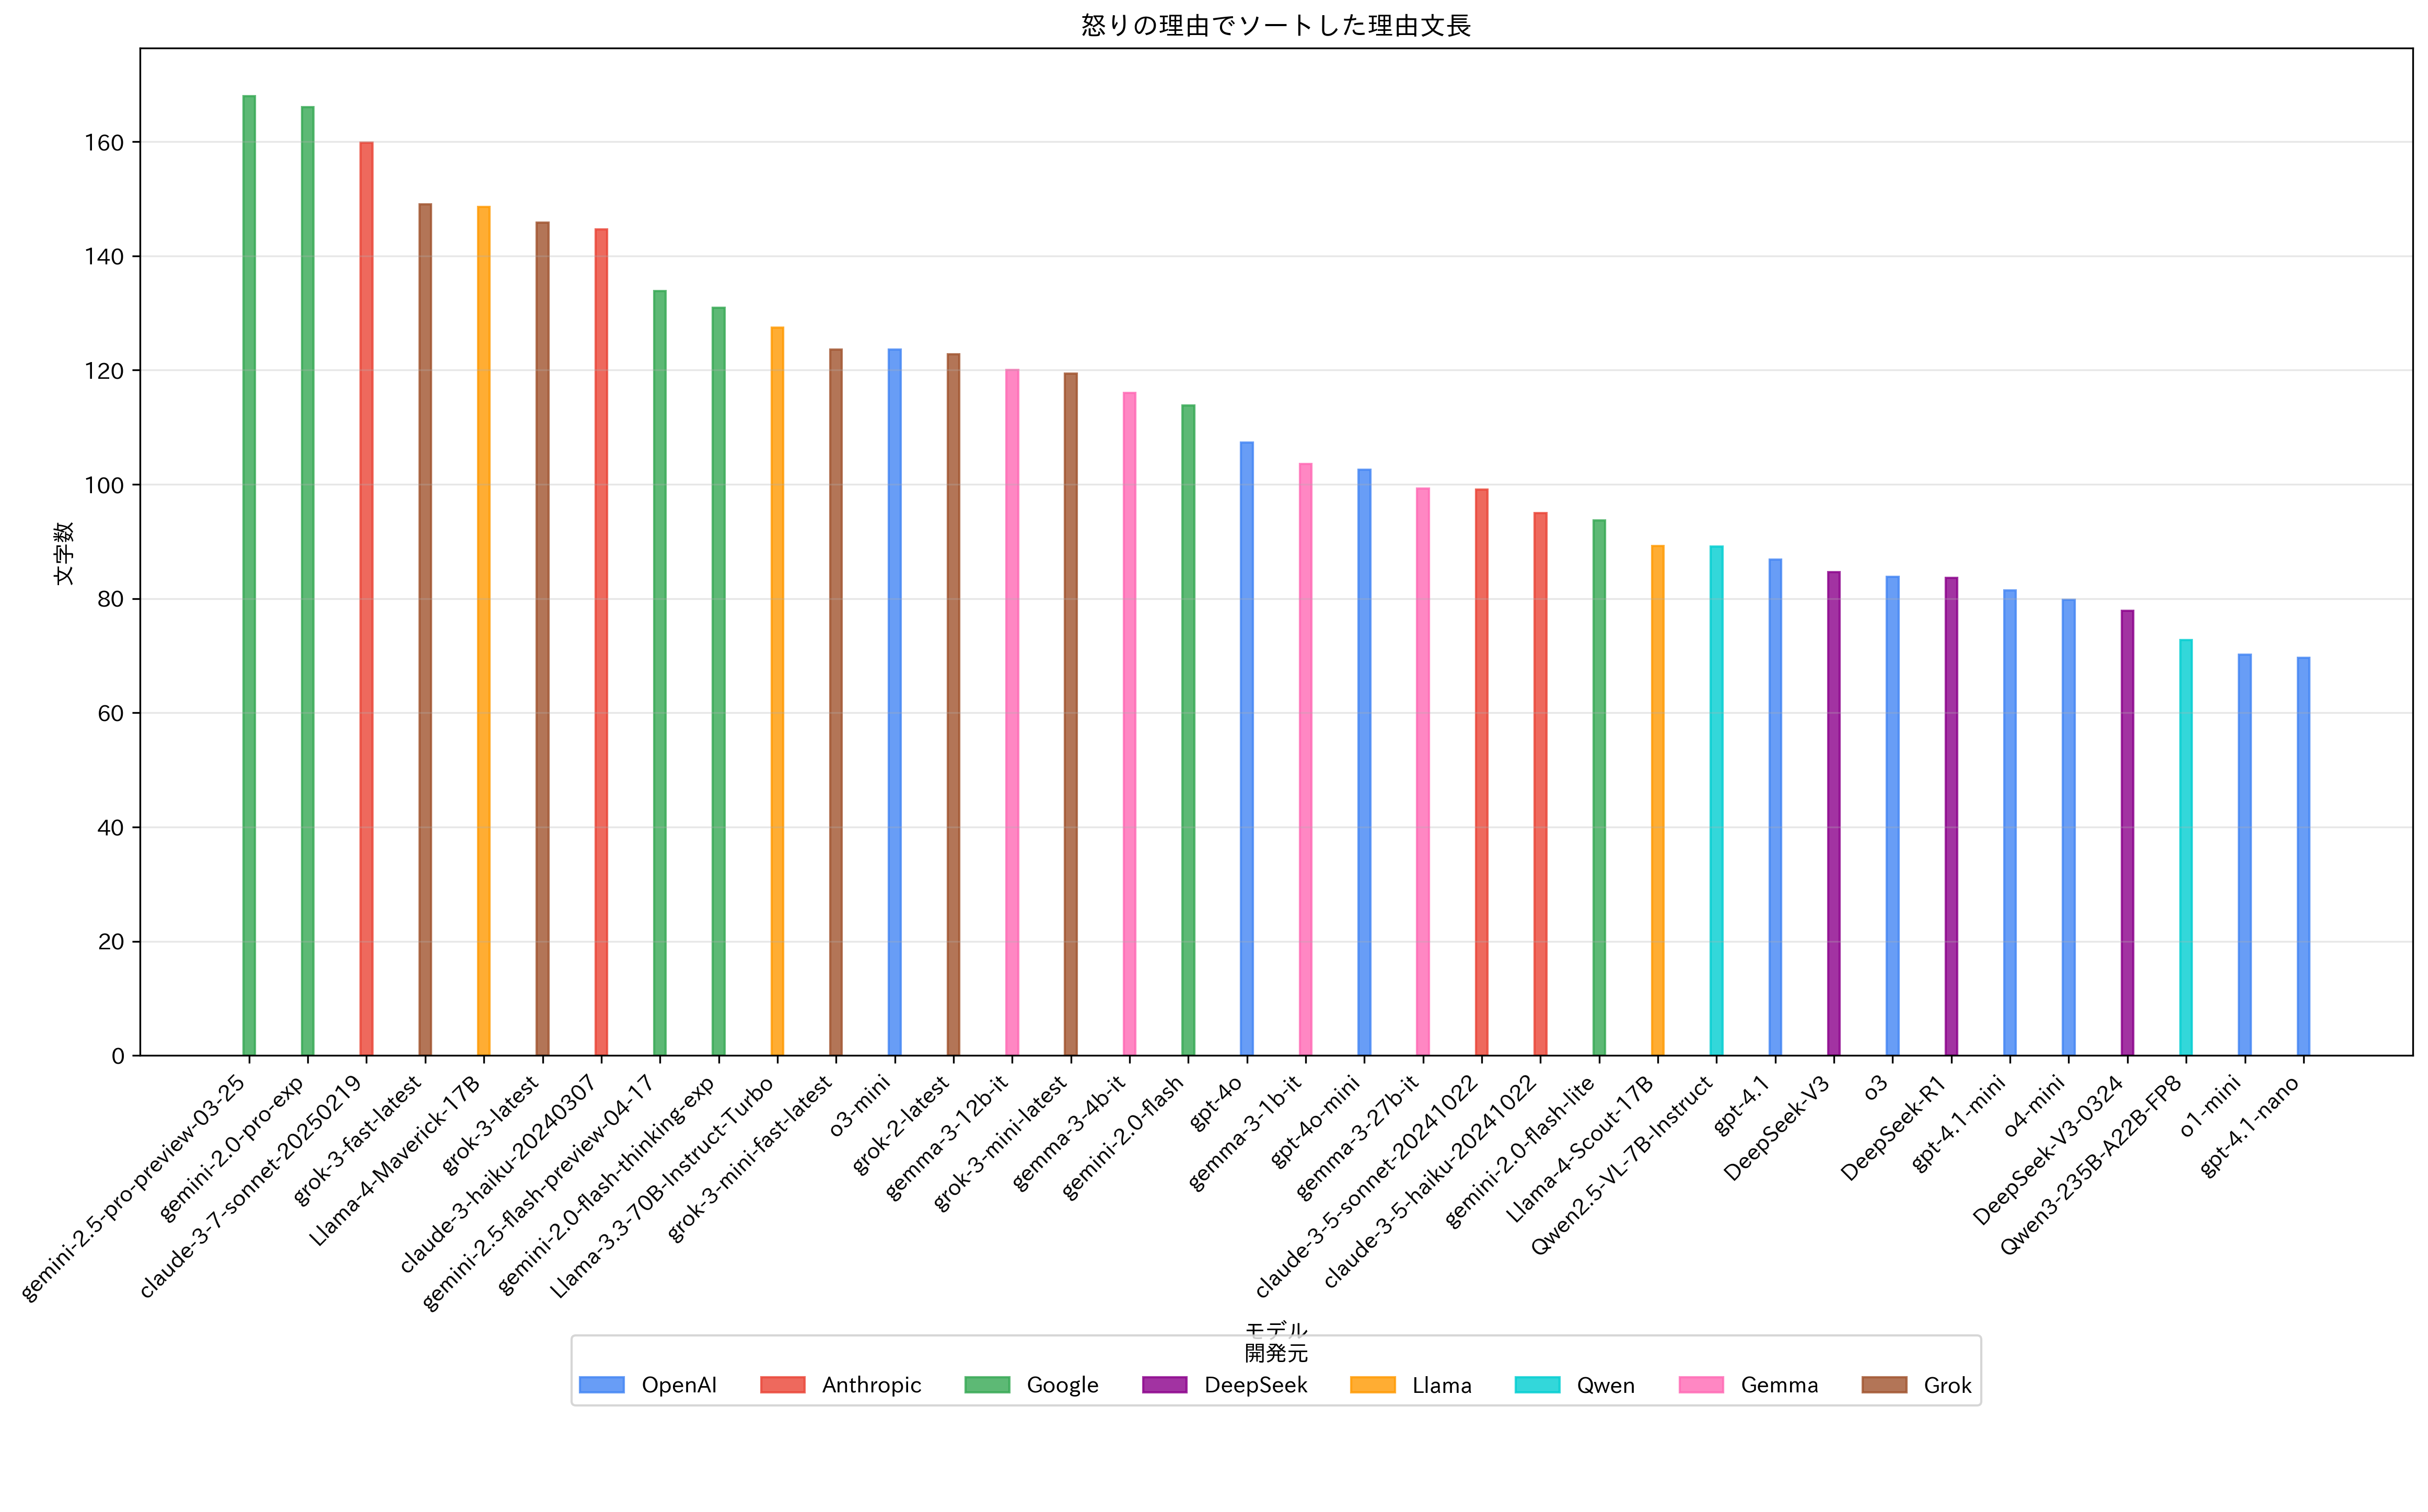 怒りの理由でソートした理由文長
文字数
160
140
120
100
80
60
40
20
0
gemini-2.5-pro-preview-03-25
gemini-2.0-pro-exp
claude-3-7-sonnet-20250219
grok-3-fast-latest
Llama-4-Maverick-17B
grok-3-latest
claude-3-haiku-20240307
gemini-2.5-flash-preview-04-17
gemini-2.0-flash-thinking-exp
Llama-3.3-70B-Instruct-Turbo
grok-3-mini-fast-latest
o3-mini
grok-2-latest
gemma-3-12b-it
grok-3-mini-latest
gemma-3-4b-it
gemini-2.0-flash
gpt-4o
gemma-3-1b-it
gpt-4o-mini
gemma-3-27b-it
claude-3-5-sonnet-20241022
claude-3-5-haiku-20241022
gemini-2.0-flash-lite
Llama-4-Scout-17B
Qwen2.5-VL-7B-Instruct
gpt-4.1
DeepSeek-V3
o3
DeepSeek-R1
gpt-4.1-mini
o4-mini
DeepSeek-V3-0324
Qwen3-235B-A22B-FP8
o1-mini
gpt-4.1-nano
モデル
開発元
OpenAI Anthropic Google DeepSeek Llama Qwen Gemma Grok